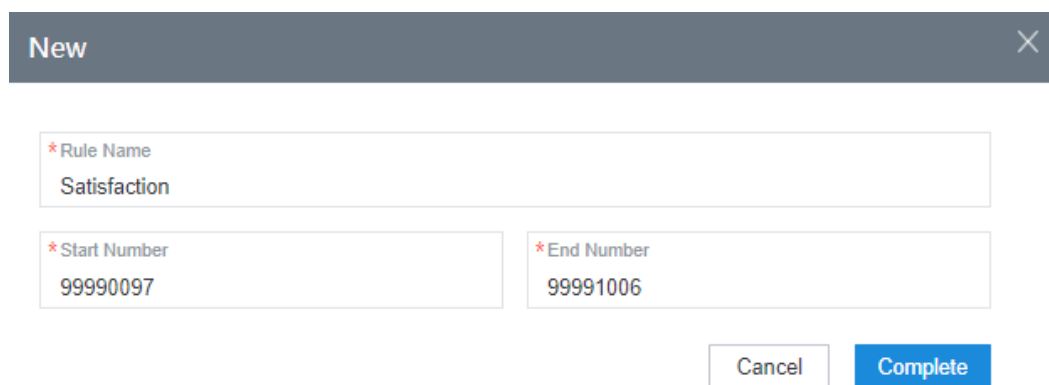 New
*Rule Name
Satisfaction
*Start Number
99990097
*End Number
99991006
Cancel
Complete